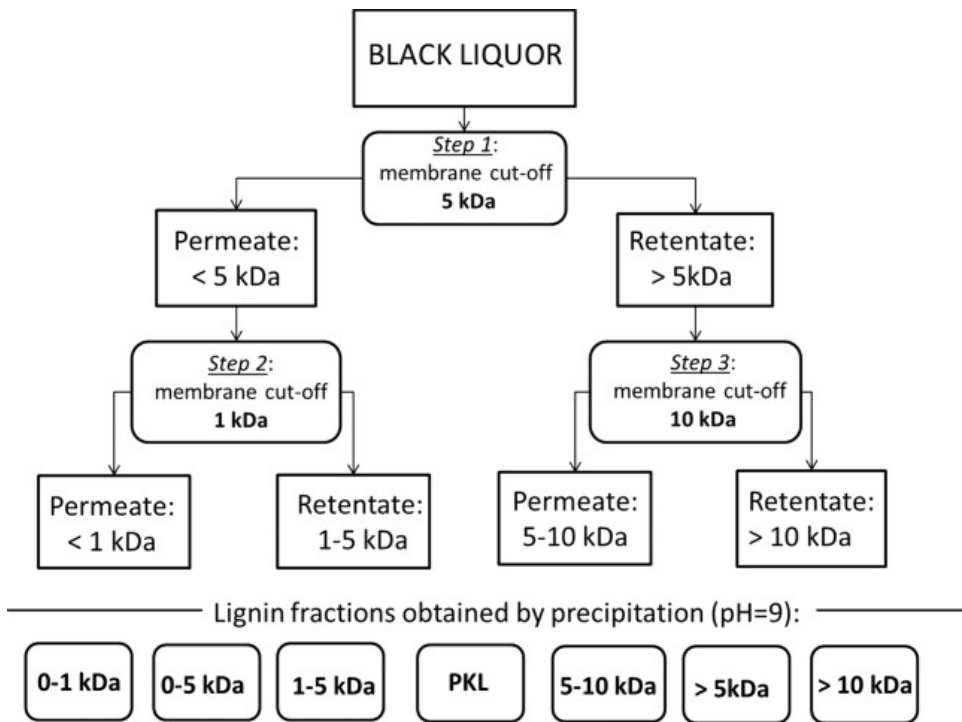 BLACK LIQUOR
Step 1:
membrane cut-off
5 kDa
Permeate:
< 5 kDa
Retentate:
> 5kDa
Step 2:
membrane cut-off
1 kDa
Step 3:
membrane cut-off
10 kDa
Permeate:
< 1 kDa
Retentate:
1-5 kDa
Permeate:
5-10 kDa
Retentate:
> 10 kDa
Lignin fractions obtained by precipitation (pH=9):
0-1 kDa
0-5 kDa
1-5 kDa
PKL
5-10 kDa
> 5kDa
> 10 kDa